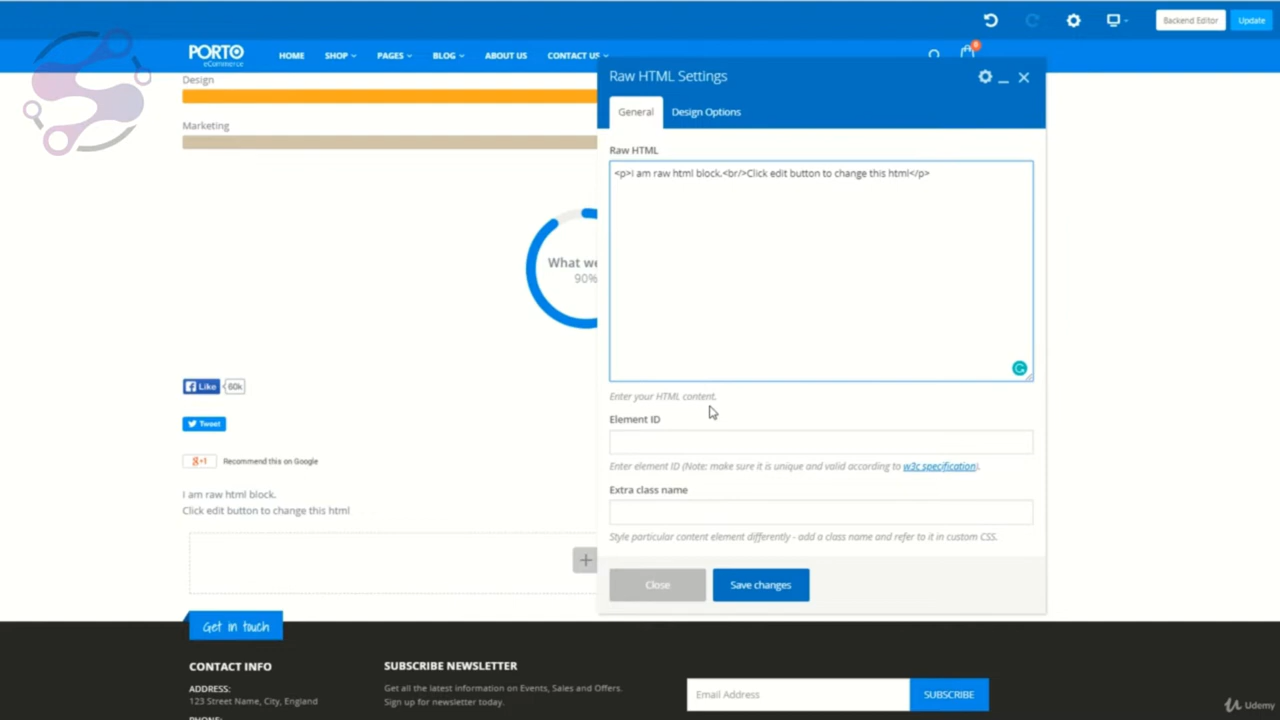 Backend Editor
Update
PORTO
eCommerce
HOME
SHOP
PAGES
BLOG
ABOUT US
CONTACT US
Design
Marketing
What we
90%
Like
60k
Tweet
g+1
Recommend this on Google
I am raw html block.
Click edit button to change this html
+
Raw HTML Settings
General
Design Options
Raw HTML
<p>I am raw html block.<br/>Click edit button to change this html</p>
Enter your HTML content.
Element ID
Enter element ID (Note: make sure it is unique and valid according to w3c specification).
Extra class name
Style particular content element differently - add a class name and refer to it in custom CSS.
Close
Save changes
Get in touch
CONTACT INFO
ADDRESS:
123 Street Name, City, England
SUBSCRIBE NEWSLETTER
Get all the latest information on Events, Sales and Offers.
Sign up for newsletter today.
Email Address
SUBSCRIBE
Udemy